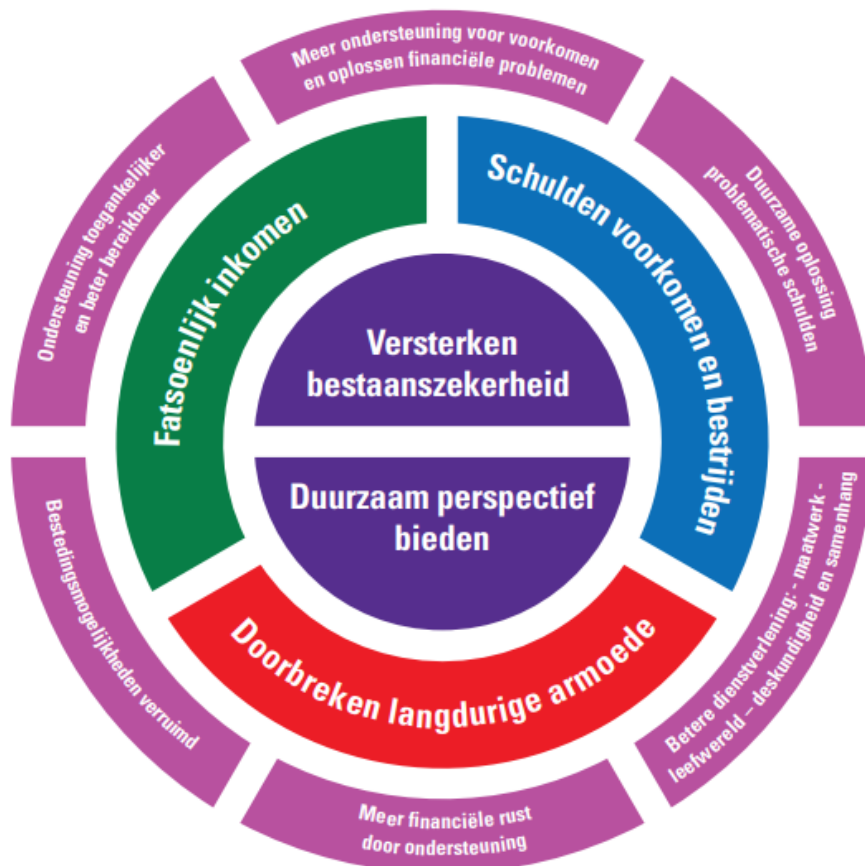 Meer ondersteuning voor voorkomen
en oplossen financiële problemen
Duurzame oplossing
problematische schulden
Betere dienstverlening: - maatwerk -
leefwereld – deskundigheid en samenhang
Meer financiële rust
door ondersteuning
Bestedingsmogelijkheden verruimd
Ondersteuning toegankelijker
en beter bereikbaar
Fatsoenlijk inkomen
Schulden voorkomen en bestrijden
Doorbreken langdurige armoede
Versterken
bestaanszekerheid
Duurzaam perspectief
bieden